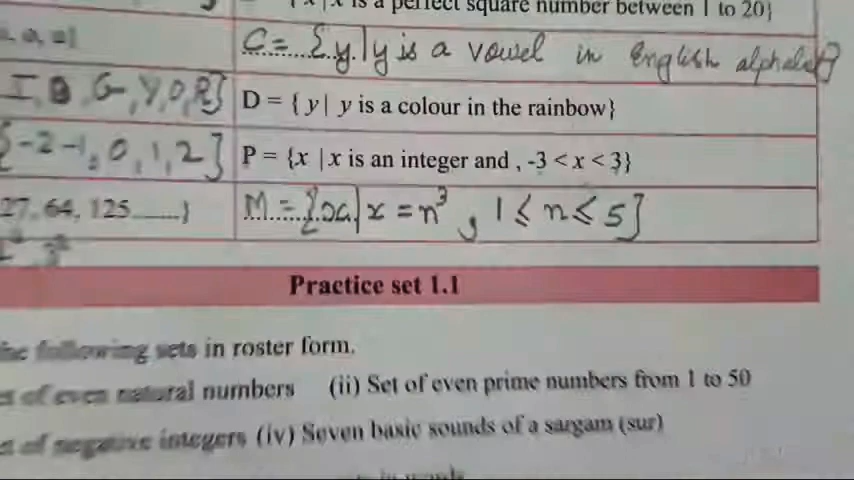 x | x is a perfect square number between 1 to 20}
C = {y | y is a vowel in English alphabet}
I, B, G, Y, O, R} D = { y | y is a colour in the rainbow}
{-2 -1, 0, 1, 2} P = {x | x is an integer and , -3 < x < 3}
27, 64, 125.......} M = {x | x = n³, 1 ≤ n ≤ 5}
Practice set 1.1
following sets in roster form.
of even natural numbers (ii) Set of even prime numbers from 1 to 50
of negative integers (iv) Seven basic sounds of a sargam (sur)
in words